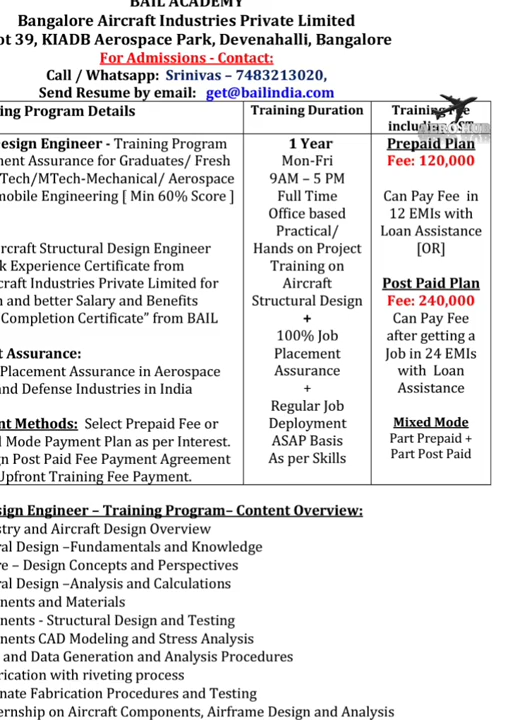 BAIL ACADEMY
Bangalore Aircraft Industries Private Limited
ot 39, KIADB Aerospace Park, Devenahalli, Bangalore
For Admissions - Contact:
Call / Whatsapp: Srinivas – 7483213020,
Send Resume by email: get@bailindia.com
ing Program Details
Training Duration
Training Fee
including GST
esign Engineer - Training Program
ment Assurance for Graduates/ Fresh
Tech/MTech-Mechanical/ Aerospace
mobile Engineering [ Min 60% Score ]
ircraft Structural Design Engineer
k Experience Certificate from
craft Industries Private Limited for
n and better Salary and Benefits
Completion Certificate” from BAIL
t Assurance:
Placement Assurance in Aerospace
and Defense Industries in India
nt Methods: Select Prepaid Fee or
d Mode Payment Plan as per Interest.
gn Post Paid Fee Payment Agreement
Upfront Training Fee Payment.
1 Year
Mon-Fri
9AM – 5 PM
Full Time
Office based
Practical/
Hands on Project
Training on
Aircraft
Structural Design
+
100% Job
Placement
Assurance
+
Regular Job
Deployment
ASAP Basis
As per Skills
Prepaid Plan
Fee: 120,000
Can Pay Fee in
12 EMIs with
Loan Assistance
[OR]
Post Paid Plan
Fee: 240,000
Can Pay Fee
after getting a
Job in 24 EMIs
with Loan
Assistance
Mixed Mode
Part Prepaid +
Part Post Paid
sign Engineer – Training Program– Content Overview:
stry and Aircraft Design Overview
ral Design –Fundamentals and Knowledge
re – Design Concepts and Perspectives
ral Design –Analysis and Calculations
nents and Materials
nents - Structural Design and Testing
nents CAD Modeling and Stress Analysis
and Data Generation and Analysis Procedures
rication with riveting process
nate Fabrication Procedures and Testing
ernship on Aircraft Components, Airframe Design and Analysis